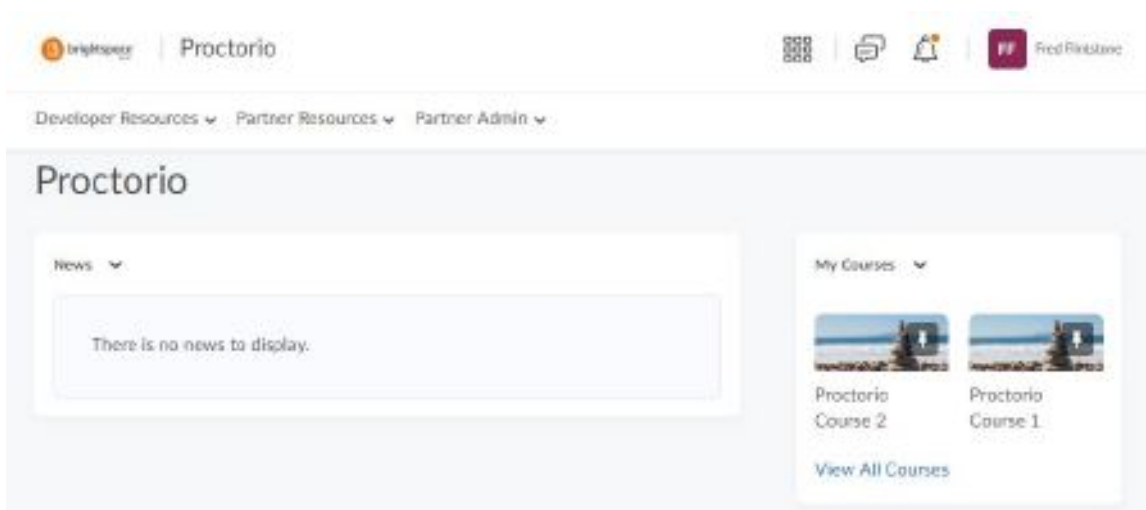 brightspace
Proctorio
FF
Fred Flintstone
Developer Resources
Partner Resources
Partner Admin
Proctorio
News
There is no news to display.
My Courses
Proctorio
Course 2
Proctorio
Course 1
View All Courses